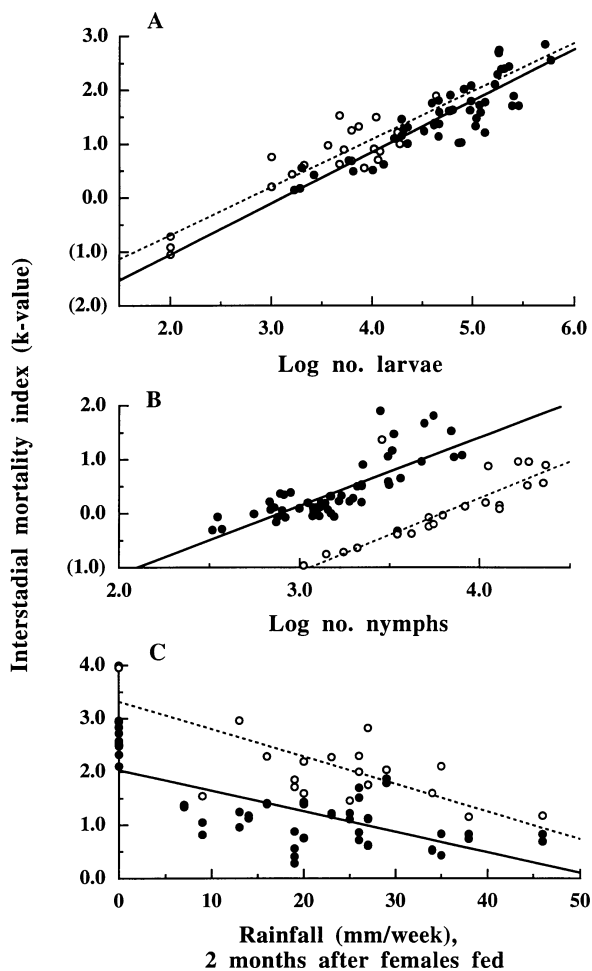 A
3.0
2.0
1.0
0.0
(1.0)
(2.0)
2.0 3.0 4.0 5.0 6.0
Log no. larvae
Interstadial mortality index (k-value)
B
2.0
1.0
0.0
(1.0)
2.0 3.0 4.0
Log no. nymphs
C
4.0
3.0
2.0
1.0
0.0
0 10 20 30 40 50
Rainfall (mm/week),
2 months after females fed